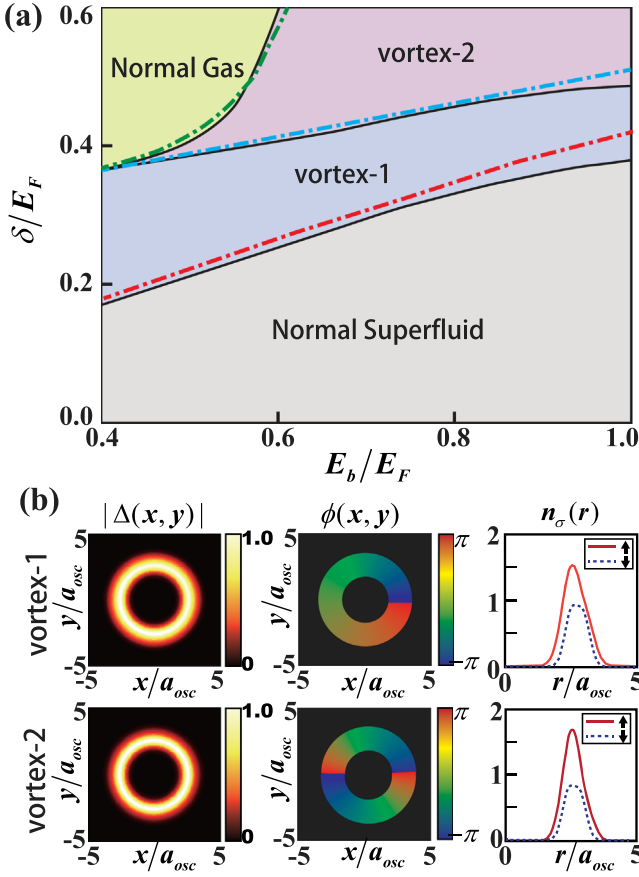 (a)
0.6
Normal Gas
vortex-2
0.4
vortex-1
δ/E_F
0.2
Normal Superfluid
0.0
0.4 0.6 0.8 1.0
E_b/E_F
(b)
|Δ(x, y)| ϕ(x, y) n_σ(r)
vortex-1
5 1.0 5 π 2
y/a_osc y/a_osc 1
-5 0 -5 -π 0
-5 5 -5 5 0 5
x/a_osc x/a_osc r/a_osc
vortex-2
5 1.0 5 π 2
y/a_osc y/a_osc 1
-5 0 -5 -π 0
-5 5 -5 5 0 5
x/a_osc x/a_osc r/a_osc